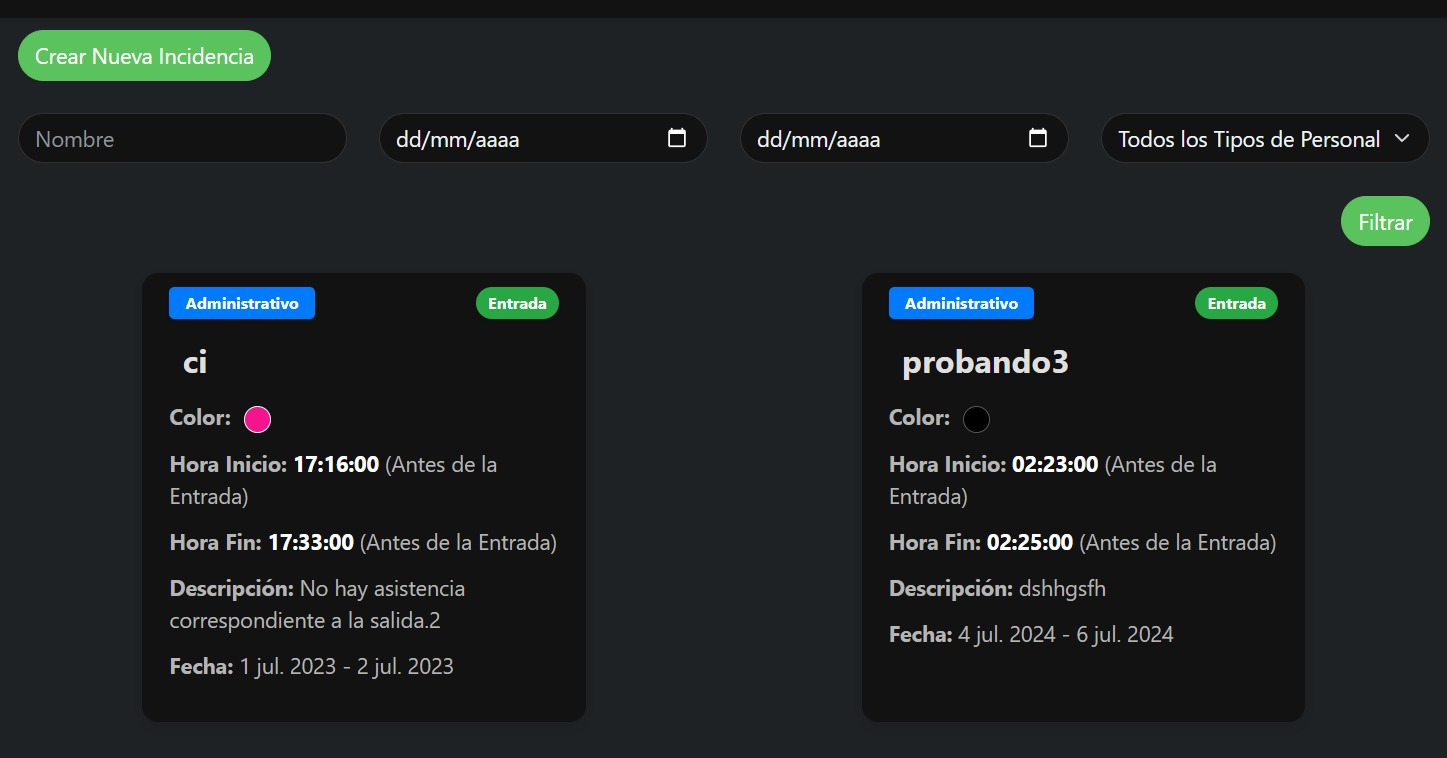 Crear Nueva Incidencia
Nombre
dd/mm/aaaa
dd/mm/aaaa
Todos los Tipos de Personal
Filtrar
Administrativo
Entrada
ci
Color:
Hora Inicio: 17:16:00 (Antes de la
Entrada)
Hora Fin: 17:33:00 (Antes de la Entrada)
Descripción: No hay asistencia
correspondiente a la salida.2
Fecha: 1 jul. 2023 - 2 jul. 2023
Administrativo
Entrada
probando3
Color:
Hora Inicio: 02:23:00 (Antes de la
Entrada)
Hora Fin: 02:25:00 (Antes de la Entrada)
Descripción: dshhgsfh
Fecha: 4 jul. 2024 - 6 jul. 2024